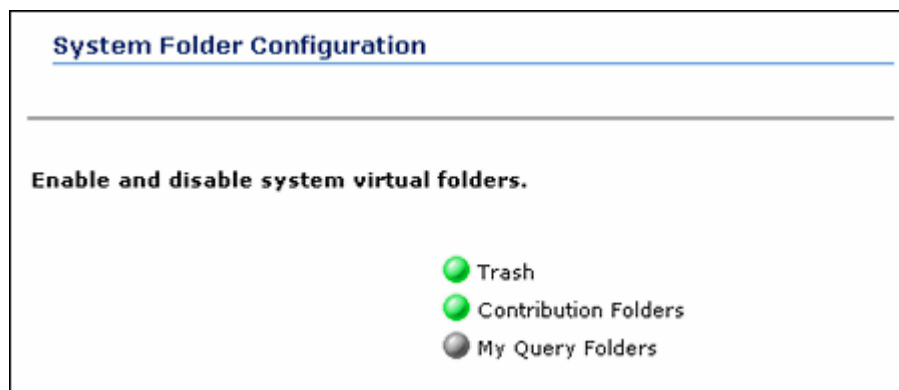 System Folder Configuration
Enable and disable system virtual folders.
Trash
Contribution Folders
My Query Folders